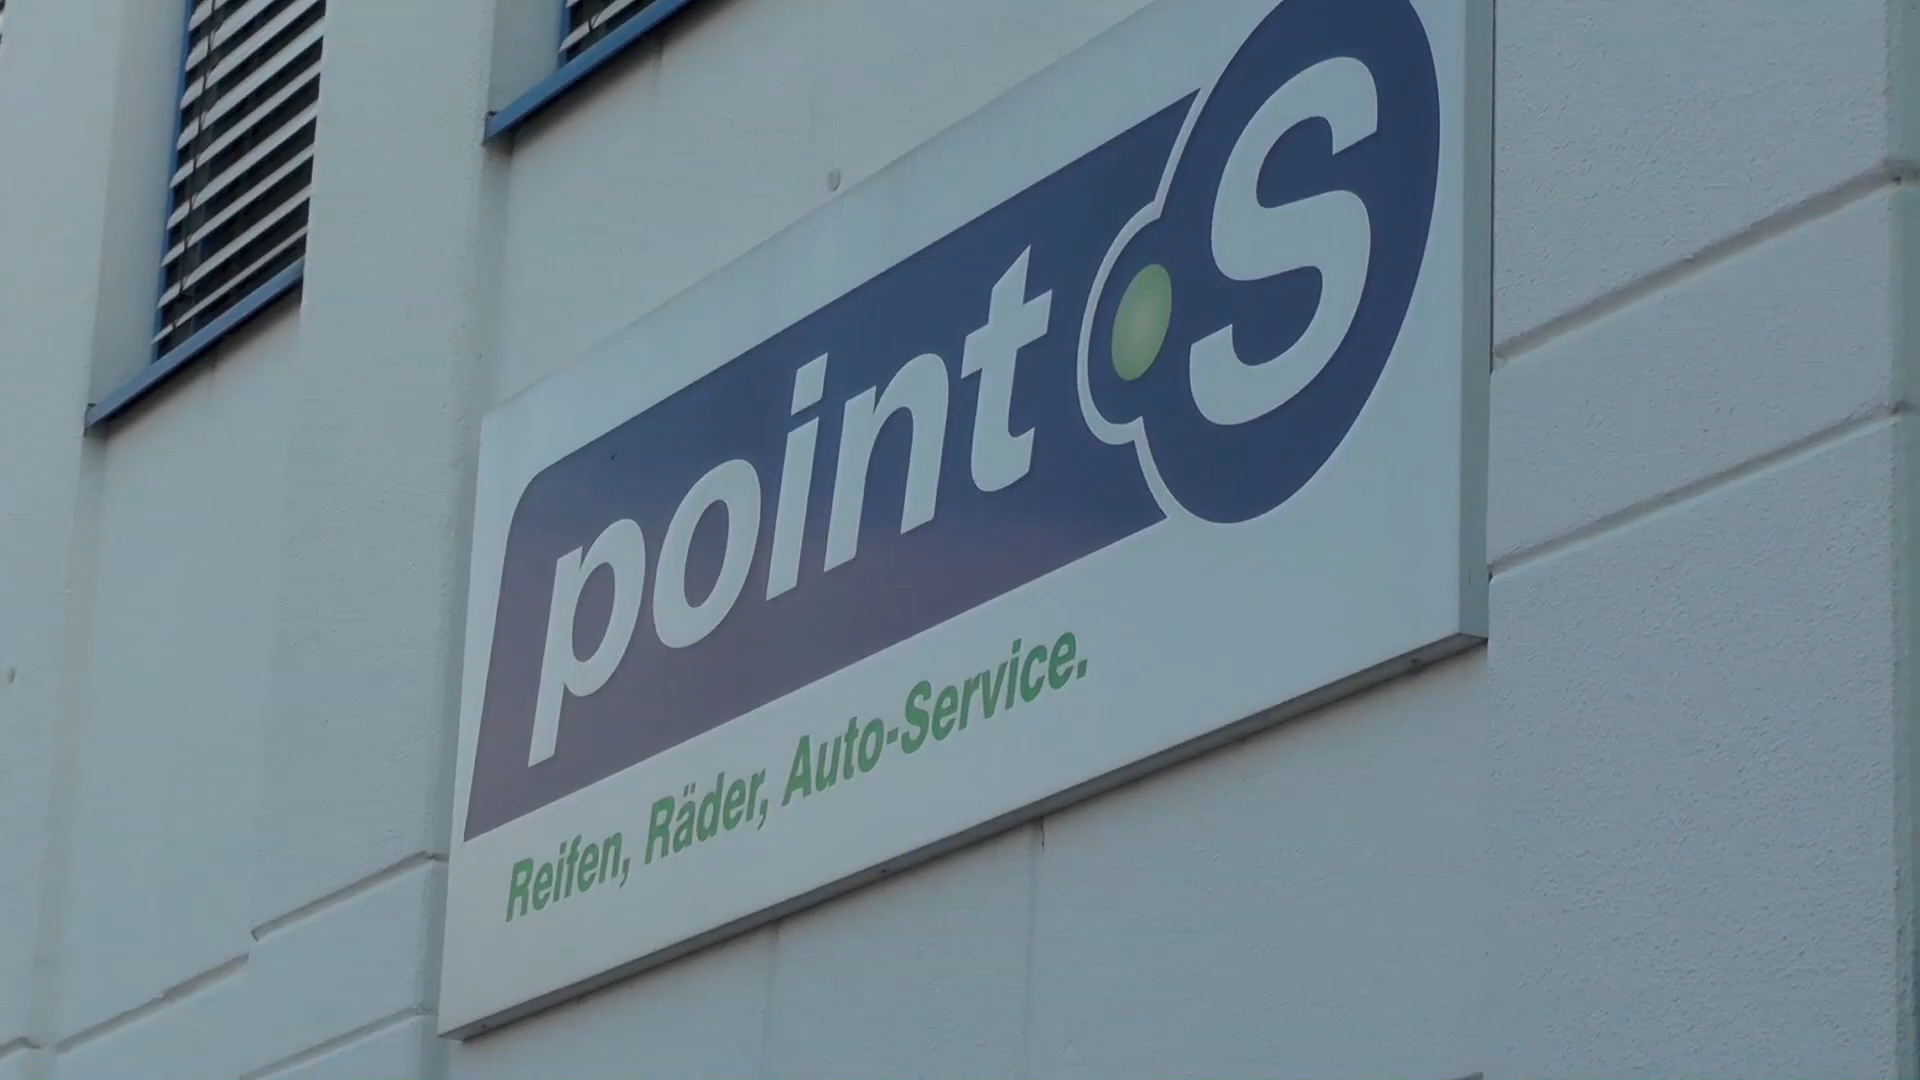 point S
Reifen, Räder, Auto-Service.